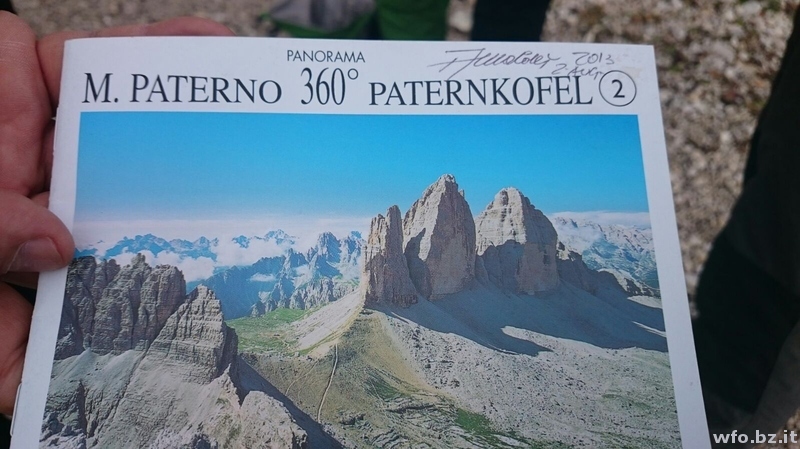 PANORAMA
M. PATERNO 360° PATERNKOFEL 2
2013
wfo.bz.it